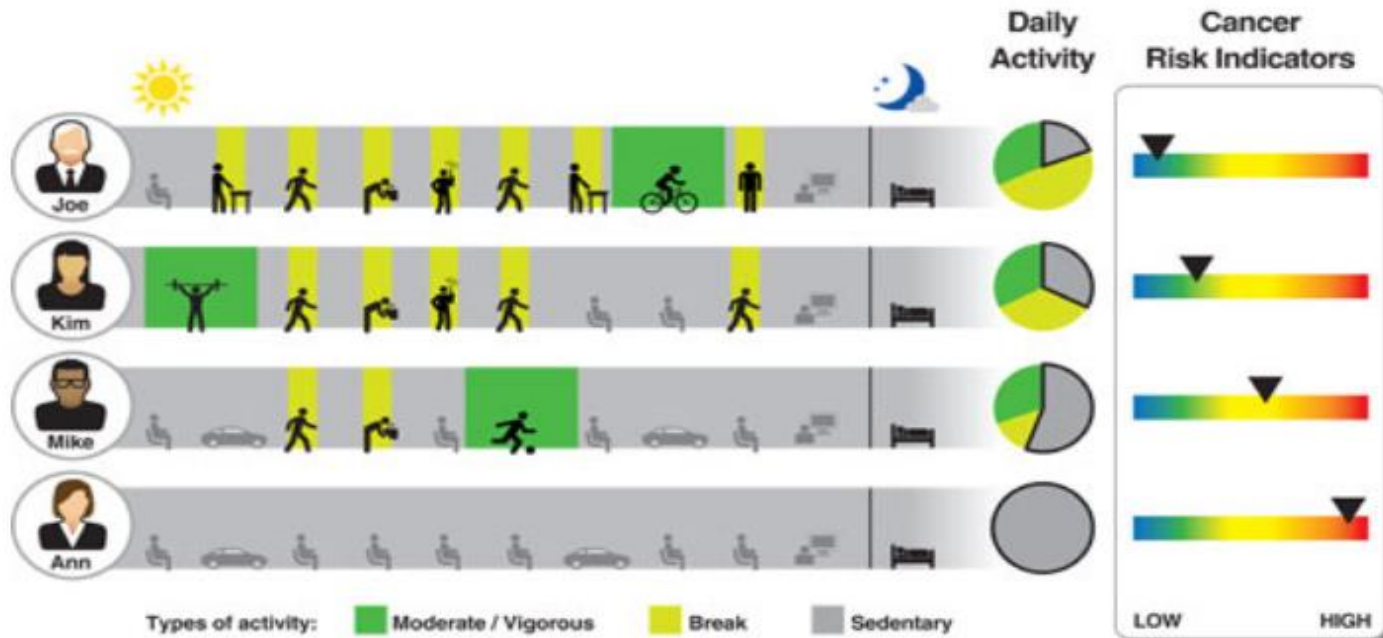 Daily
Activity
Cancer
Risk Indicators
Joe
Kim
Mike
Ann
Types of activity: Moderate / Vigorous Break Sedentary
LOW HIGH